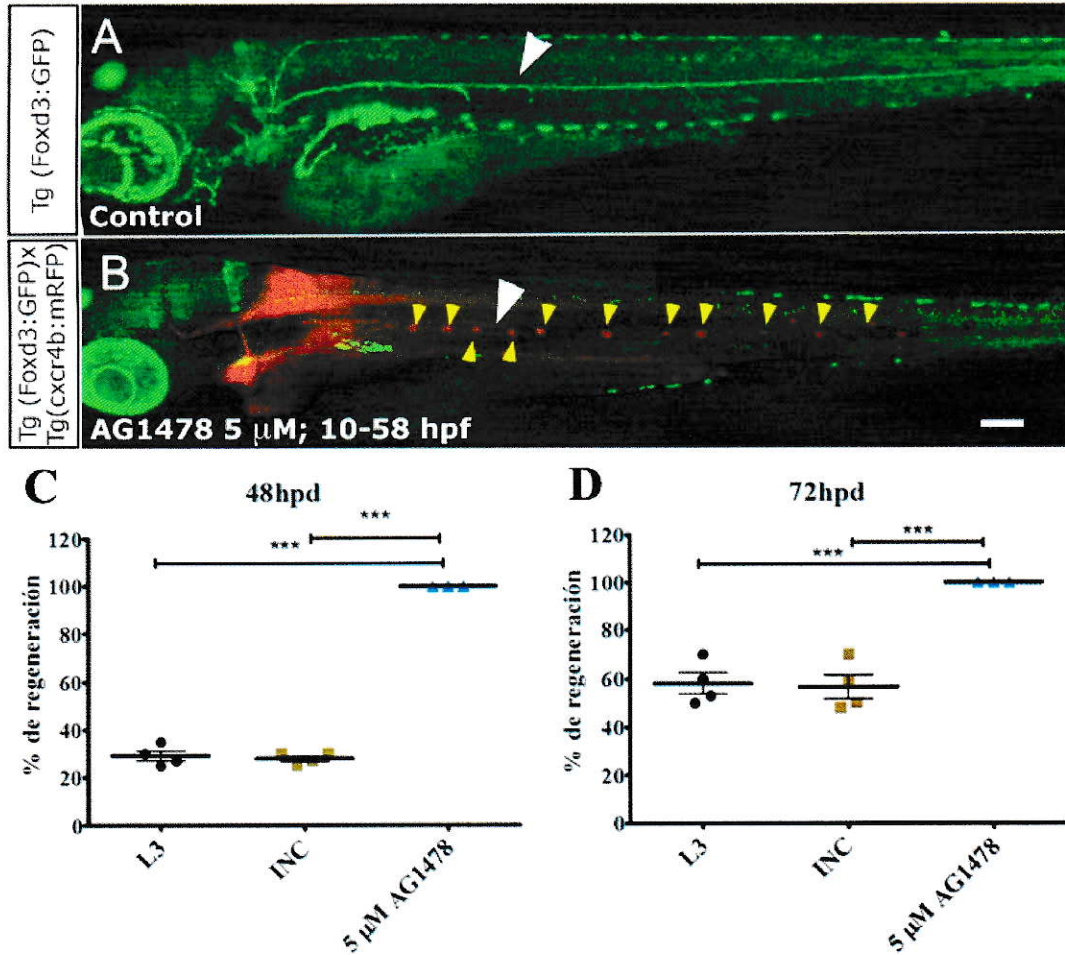 Tg (Foxd3:GFP)
A
Control
Tg (Foxd3:GFP)x
Tg(cxcr4b:mRFP)
B
AG1478 5 μM; 10-58 hpf
C
48hpd
% de regeneración
120
100
80
60
40
20
0
***
***
L3
INC
5 μM AG1478
D
72hpd
% de regeneración
120
100
80
60
40
20
0
***
***
L3
INC
5 μM AG1478